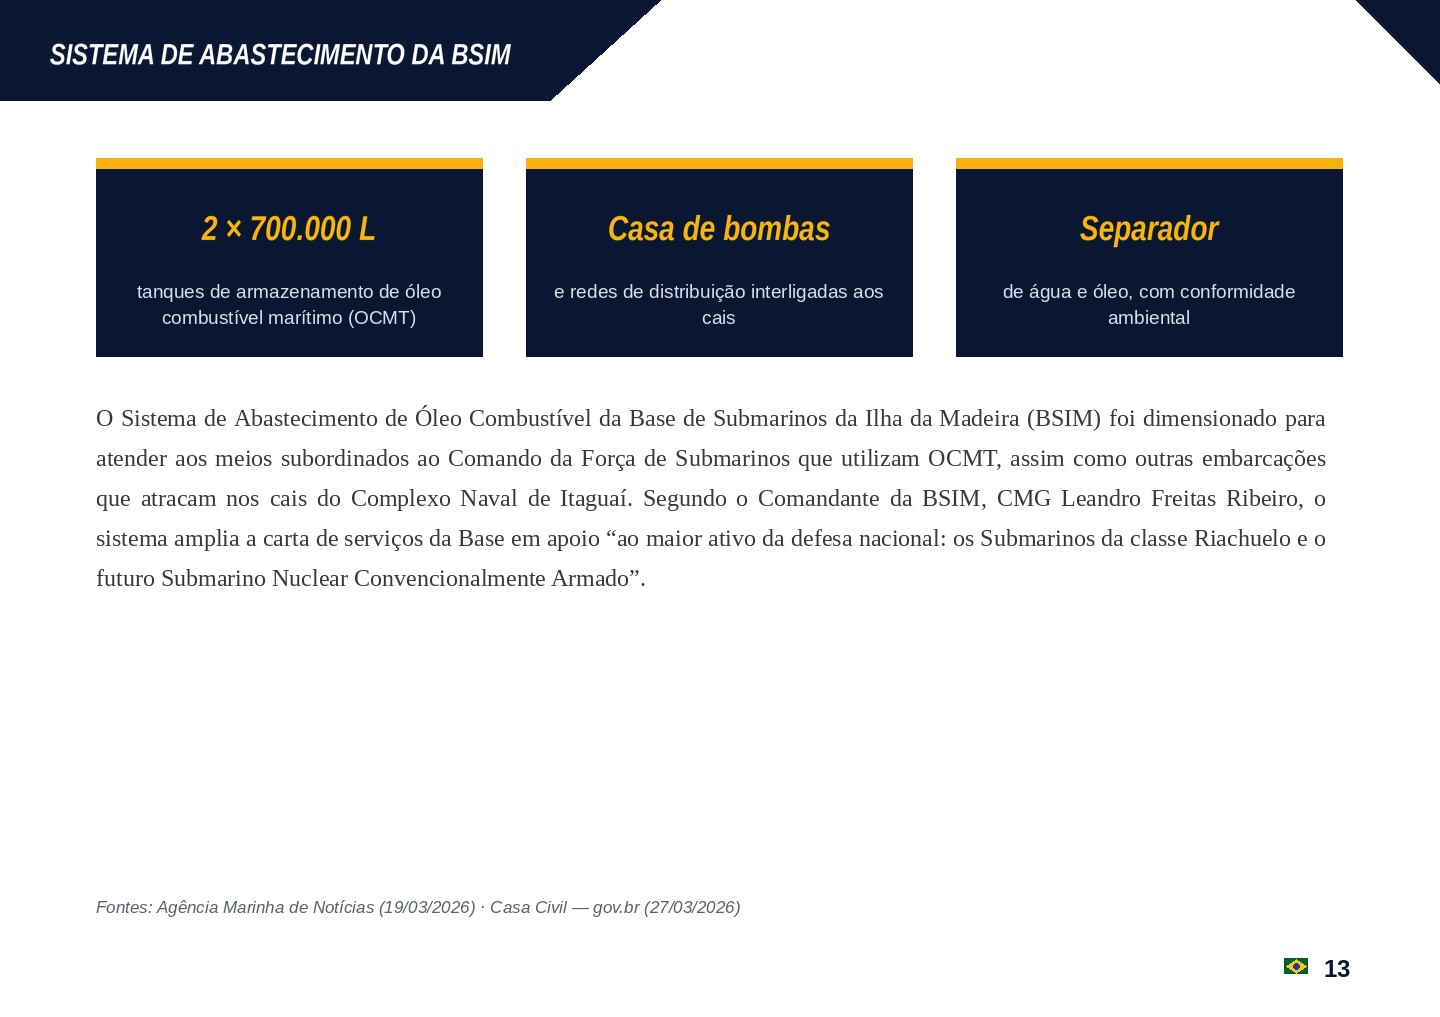 SISTEMA DE ABASTECIMENTO DA BSIM
2 × 700.000 L
tanques de armazenamento de óleo
combustível marítimo (OCMT)
Casa de bombas
e redes de distribuição interligadas aos
cais
Separador
de água e óleo, com conformidade
ambiental
O Sistema de Abastecimento de Óleo Combustível da Base de Submarinos da Ilha da Madeira (BSIM) foi dimensionado para
atender aos meios subordinados ao Comando da Força de Submarinos que utilizam OCMT, assim como outras embarcações
que atracam nos cais do Complexo Naval de Itaguaí. Segundo o Comandante da BSIM, CMG Leandro Freitas Ribeiro, o
sistema amplia a carta de serviços da Base em apoio “ao maior ativo da defesa nacional: os Submarinos da classe Riachuelo e o
futuro Submarino Nuclear Convencionalmente Armado”.
Fontes: Agência Marinha de Notícias (19/03/2026) · Casa Civil — gov.br (27/03/2026)
13